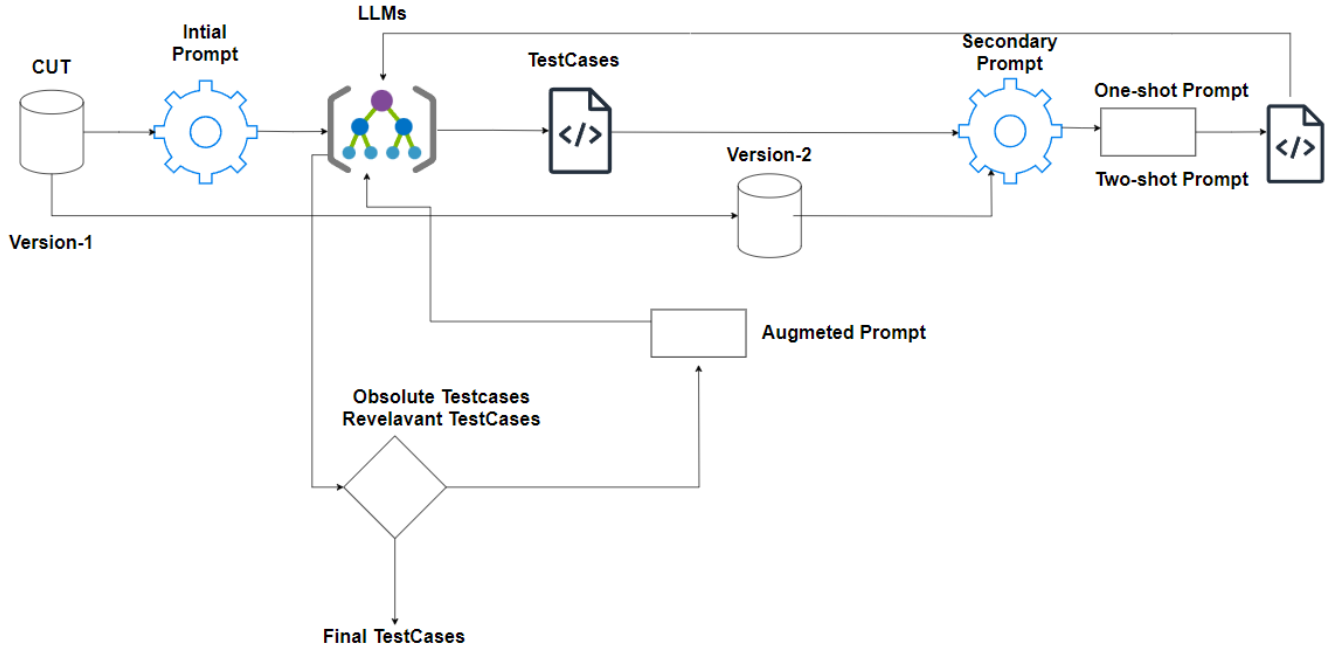 LLMs
Intial
Prompt
Secondary
Prompt
CUT
TestCases
One-shot Prompt
</>
</>
Version-2
Two-shot Prompt
Version-1
Augmeted Prompt
Obsolute Testcases
Revelavant TestCases
Final TestCases